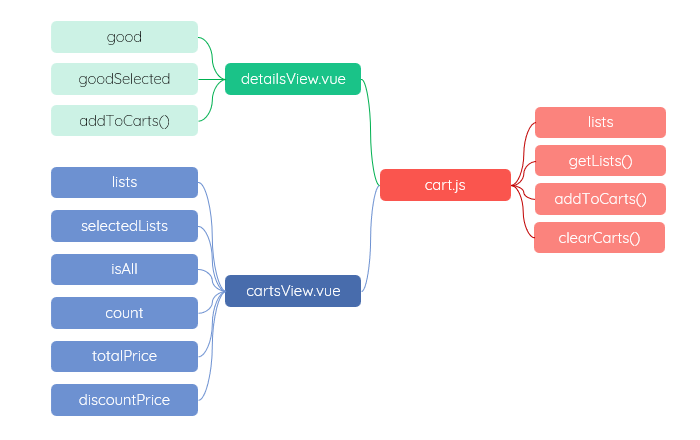 good
goodSelected
addToCarts()
detailsView.vue
lists
selectedLists
isAll
count
totalPrice
discountPrice
cartsView.vue
cart.js
lists
getLists()
addToCarts()
clearCarts()